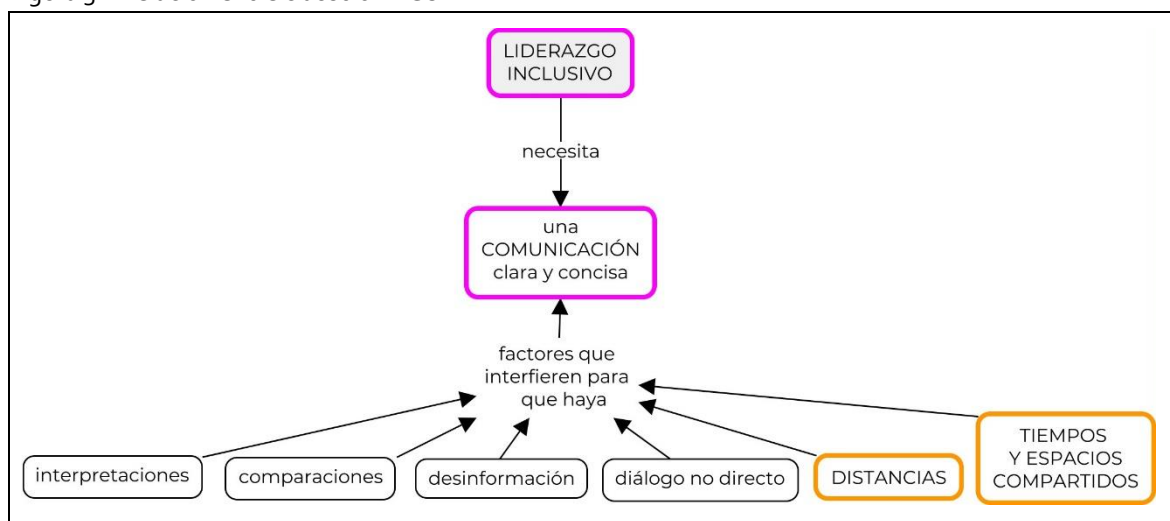 LIDERAZGO
INCLUSIVO
necesita
una
COMUNICACIÓN
clara y concisa
factores que
interfieren para
que haya
interpretaciones
comparaciones
desinformación
diálogo no directo
DISTANCIAS
TIEMPOS
Y ESPACIOS
COMPARTIDOS